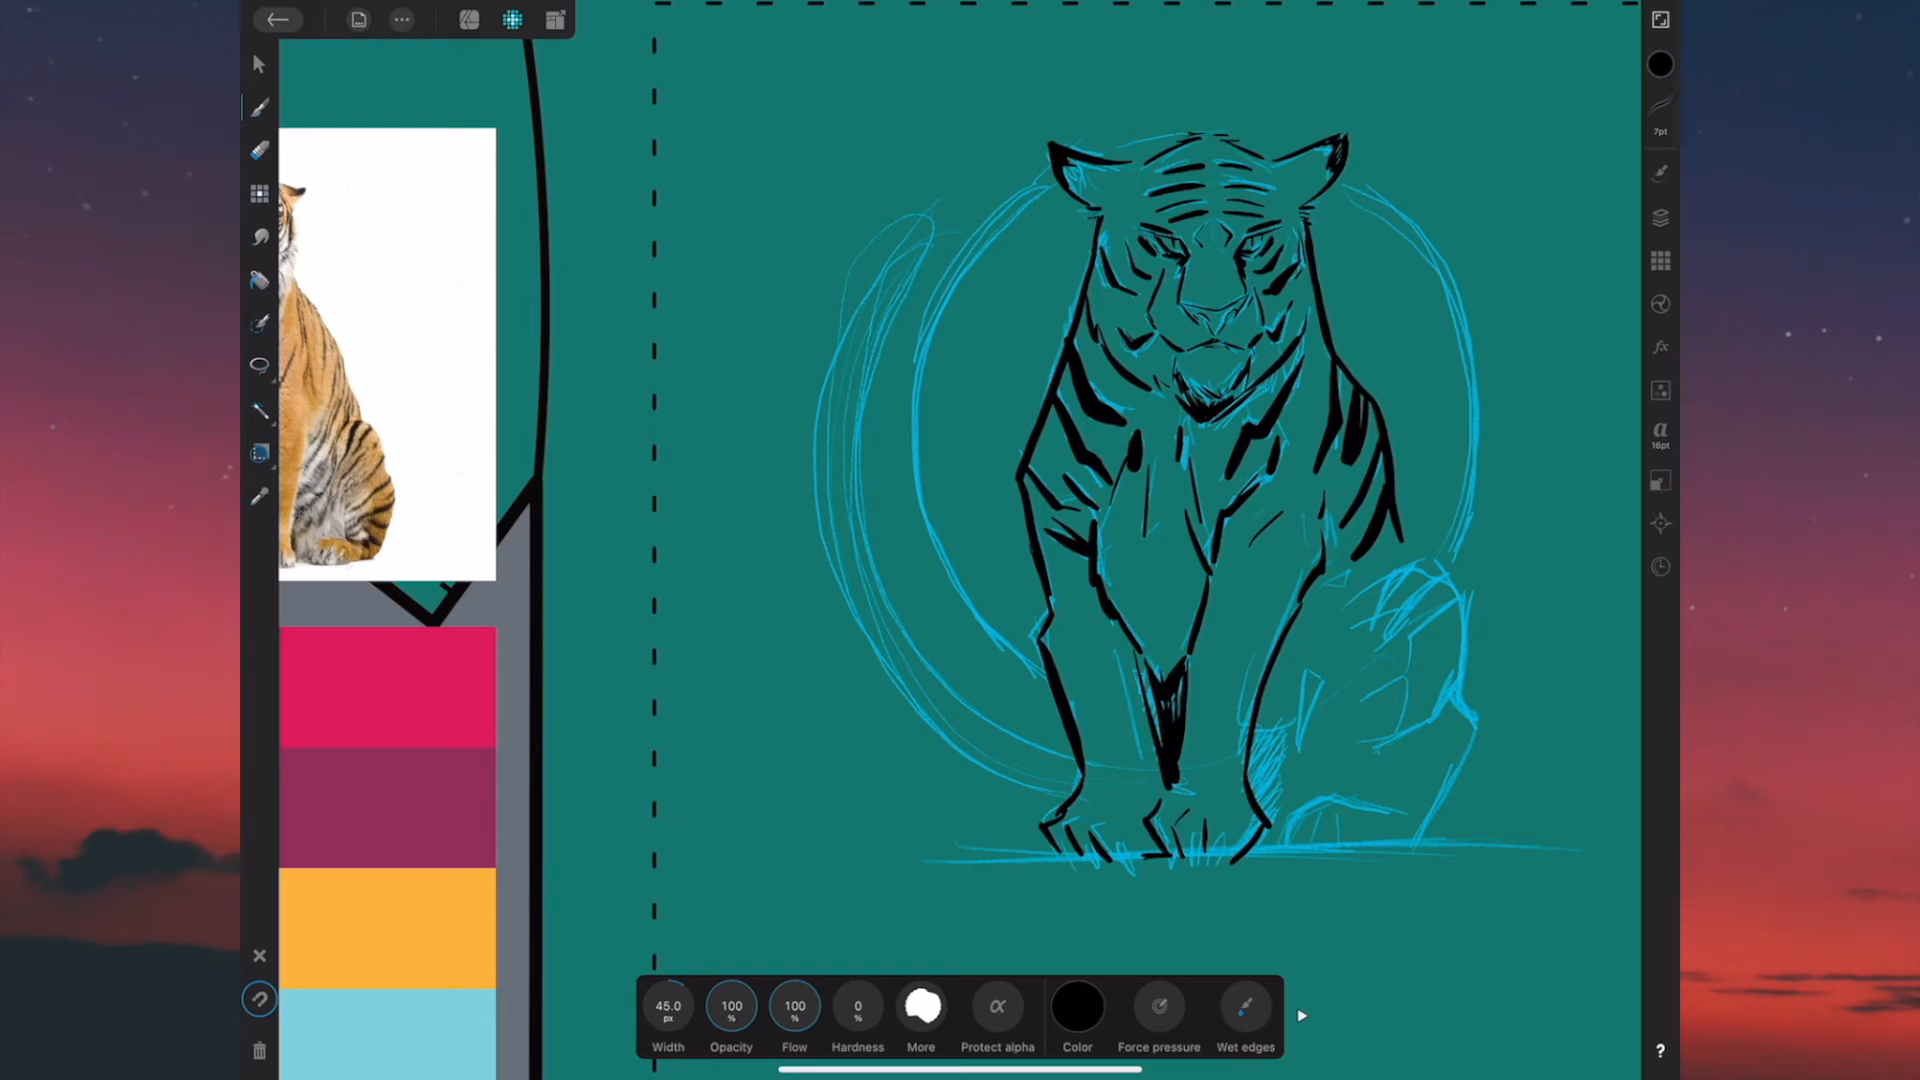 7pt
fx
a
16pt
45.0
px
100
%
100
%
0
%
α
Width
Opacity
Flow
Hardness
More
Protect alpha
Color
Force pressure
Wet edges
?